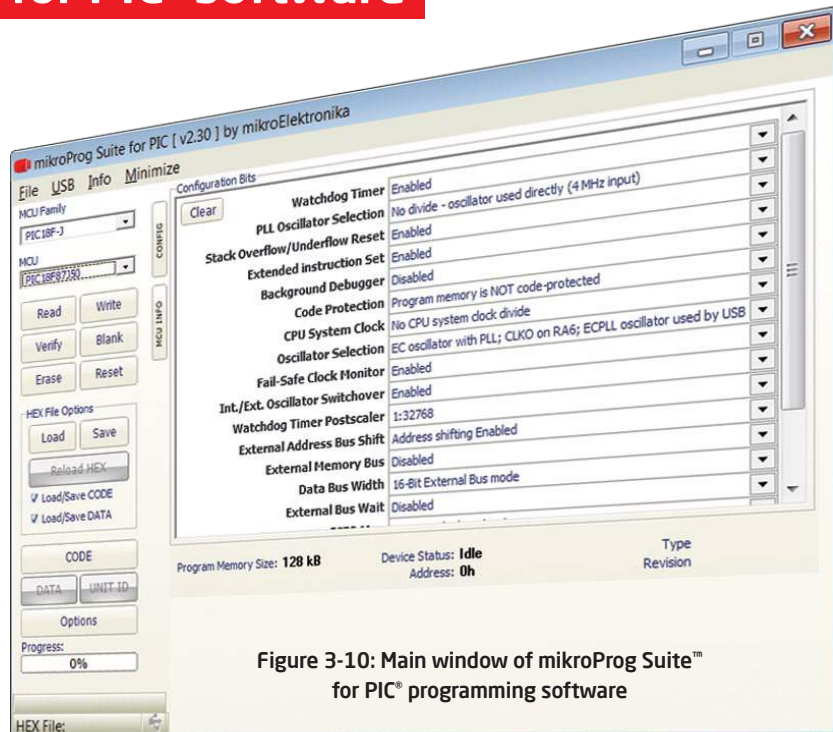 for PIC® software
mikroProg Suite for PIC [ v2.30 ] by mikroElektronika
File USB Info Minimize
MCU Family
PIC18F-J
MCU
PIC18F87J50
Read Write
Verify Blank
Erase Reset
HEX File Options
Load Save
Reload HEX
Load/Save CODE
Load/Save DATA
CODE
DATA UNIT ID
Options
Progress:
0%
HEX File:
CONFIG
MCU INFO
Configuration Bits
Clear
Watchdog Timer Enabled
PLL Oscillator Selection No divide - oscillator used directly (4 MHz input)
Stack Overflow/Underflow Reset Enabled
Extended instruction Set Enabled
Background Debugger Disabled
Code Protection Program memory is NOT code-protected
CPU System Clock No CPU system clock divide
Oscillator Selection EC oscillator with PLL; CLKO on RA6; ECPLL oscillator used by USB
Fail-Safe Clock Monitor Enabled
Int./Ext. Oscillator Switchover Enabled
Watchdog Timer Postscaler 1:32768
External Address Bus Shift Address shifting Enabled
External Memory Bus Disabled
Data Bus Width 16-Bit External Bus mode
External Bus Wait Disabled
Program Memory Size: 128 kB
Device Status: Idle
Address: 0h
Type
Revision
Figure 3-10: Main window of mikroProg Suite™
for PIC® programming software